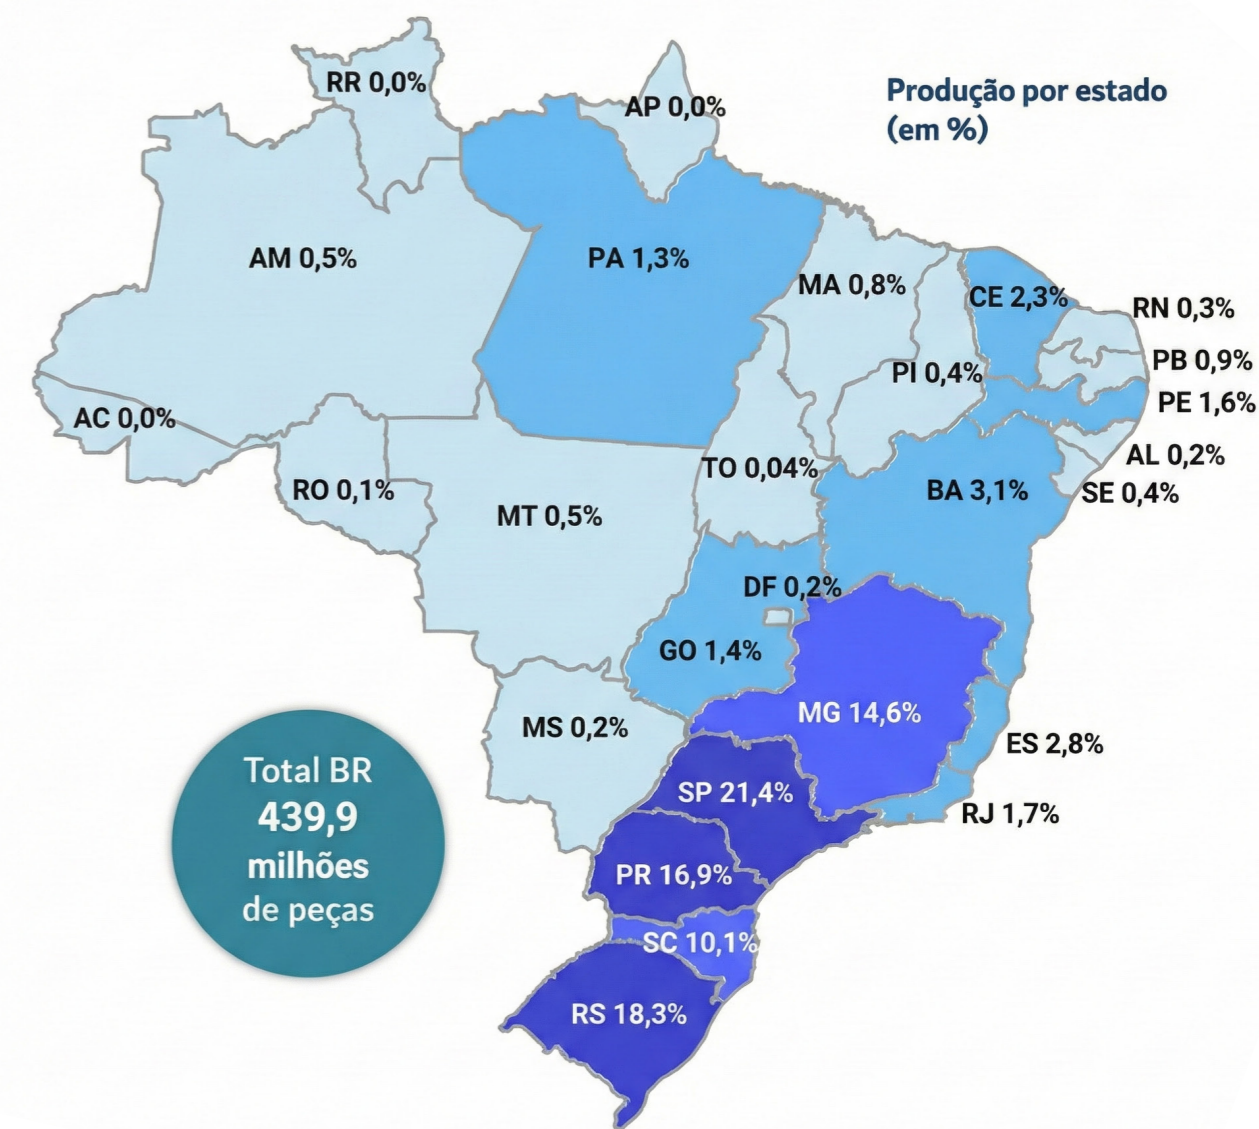 RR 0,0%
AP 0,0%
Produção por estado
(em %)
AM 0,5%
PA 1,3%
MA 0,8%
CE 2,3%
RN 0,3%
PB 0,9%
PI 0,4%
PE 1,6%
AC 0,0%
TO 0,04%
AL 0,2%
RO 0,1%
BA 3,1%
SE 0,4%
MT 0,5%
DF 0,2%
GO 1,4%
MG 14,6%
MS 0,2%
ES 2,8%
SP 21,4%
RJ 1,7%
PR 16,9%
SC 10,1%
RS 18,3%
Total BR
439,9
milhões
de peças